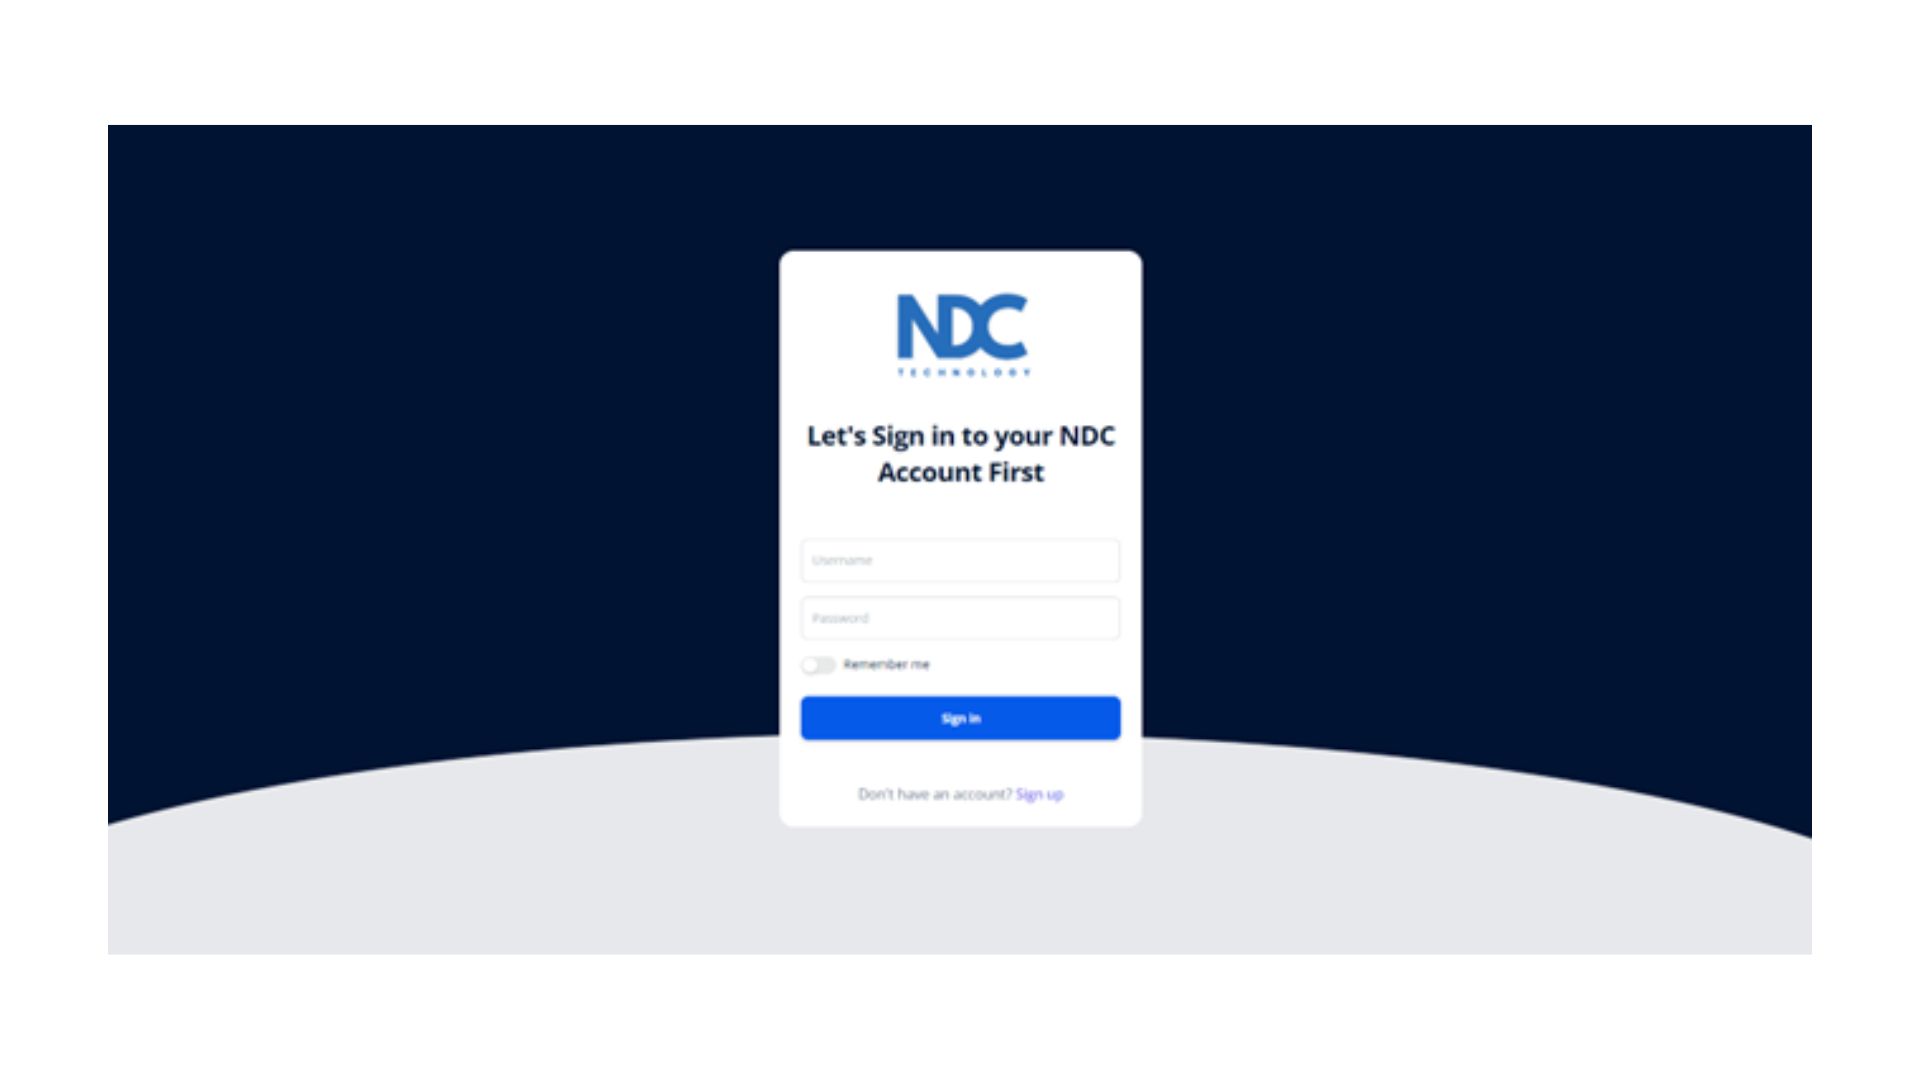 NDC
TECHNOLOGY
Let's Sign in to your NDC
Account First
Username
Password
Remember me
Sign in
Don't have an account? Sign up